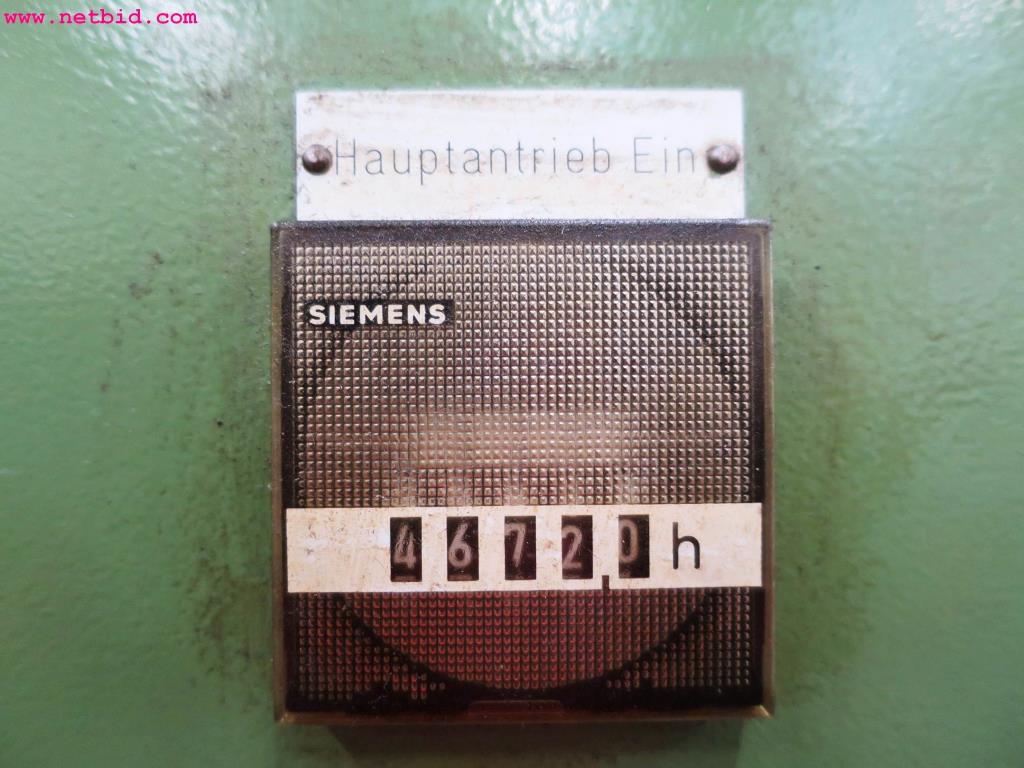 www.netbid.com
Hauptantrieb Ein
SIEMENS
4672,0 h